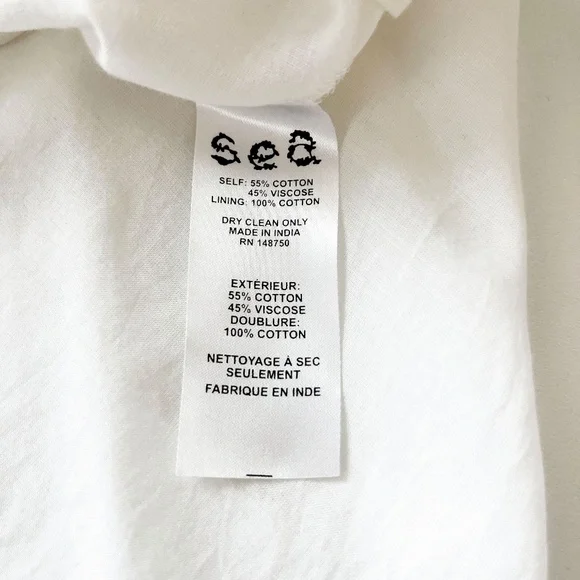 sea
SELF: 55% COTTON
45% VISCOSE
LINING: 100% COTTON
DRY CLEAN ONLY
MADE IN INDIA
RN 148750
EXTÉRIEUR:
55% COTTON
45% VISCOSE
DOUBLURE:
100% COTTON
NETTOYAGE À SEC
SEULEMENT
FABRIQUE EN INDE